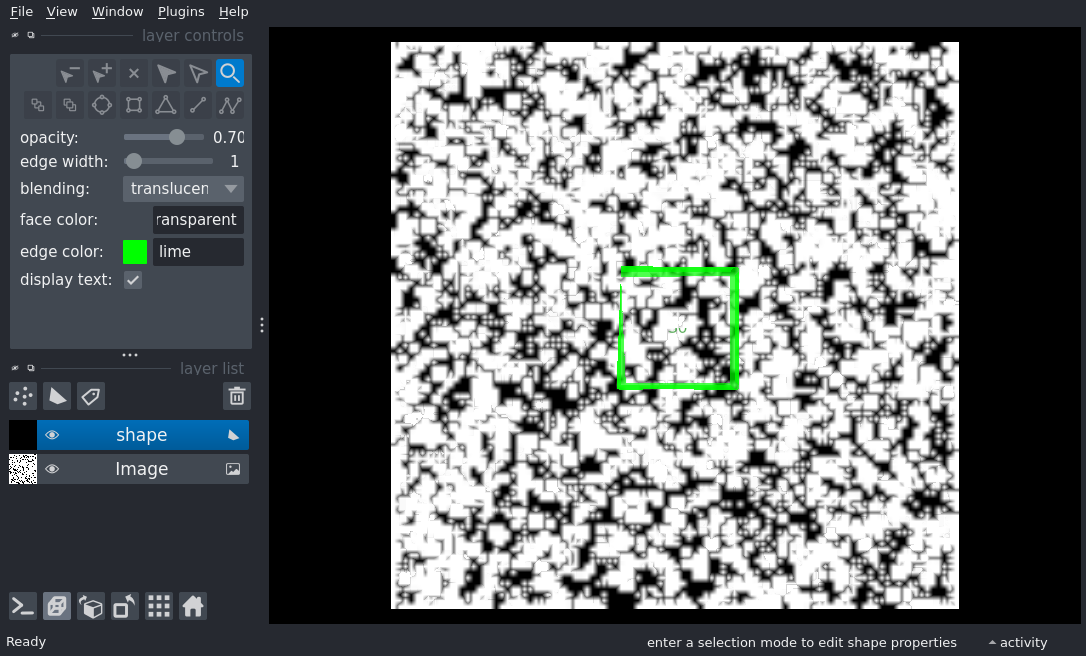 File View Window Plugins Help
layer controls
opacity: 0.70
edge width: 1
blending: translucen
face color: ransparent
edge color: lime
display text:
layer list
shape
Image
Ready
enter a selection mode to edit shape properties
activity